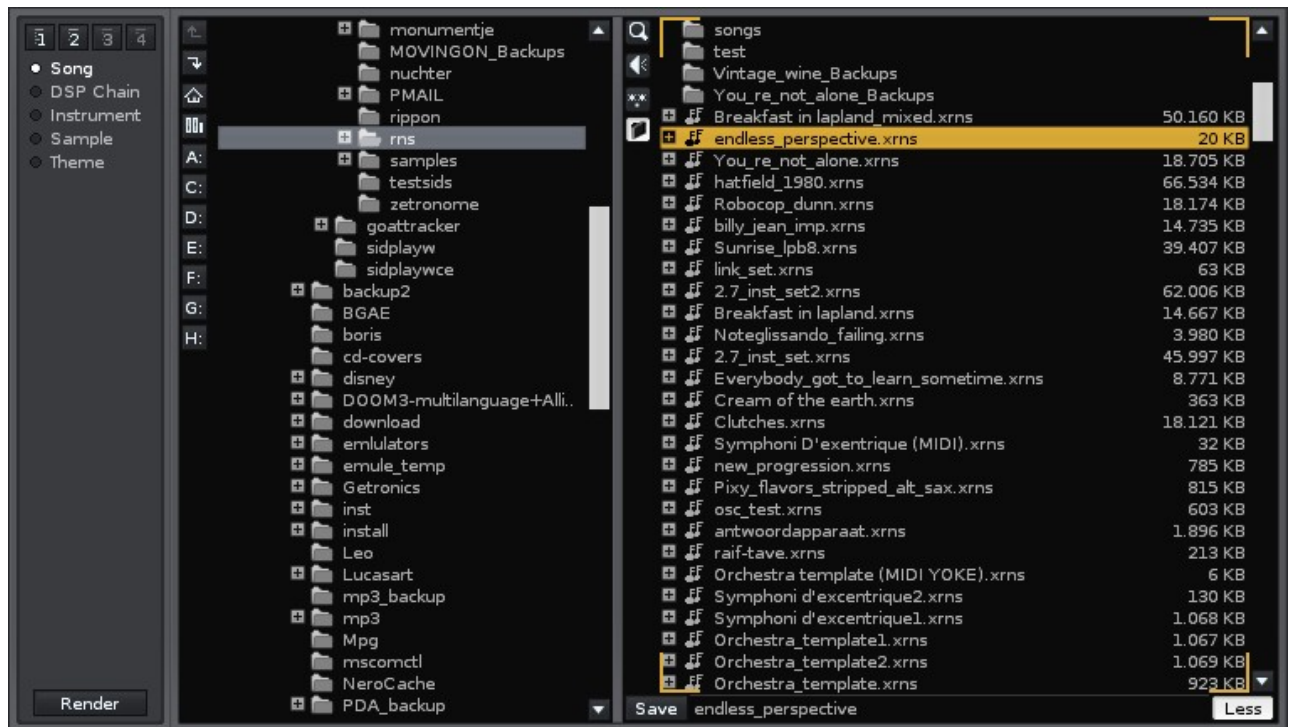 1 2 3 4
Song
DSP Chain
Instrument
Sample
Theme
Render
A:
C:
D:
E:
F:
G:
H:
monumentje
MOVINGON_Backups
nuchter
PMAIL
rippon
rns
samples
testsids
zetronome
goattracker
sidplayw
sidplaywce
backup2
BGAE
boris
cd-covers
disney
DOOM3-multilanguage+Alli..
download
emlulators
emule_temp
Getronics
inst
install
Leo
Lucasart
mp3_backup
mp3
Mpg
mscomctl
NeroCache
PDA_backup
songs
test
Vintage_wine_Backups
You_re_not_alone_Backups
Breakfast in lapland_mixed.xrns 50.160 KB
endless_perspective.xrns 20 KB
You_re_not_alone.xrns 18.705 KB
hatfield_1980.xrns 66.534 KB
Robocop_dunn.xrns 18.174 KB
billy_jean_imp.xrns 14.735 KB
Sunrise_lpb8.xrns 39.407 KB
link_set.xrns 63 KB
2.7_inst_set2.xrns 62.006 KB
Breakfast in lapland.xrns 14.667 KB
Noteglissando_failing.xrns 3.980 KB
2.7_inst_set.xrns 45.997 KB
Everybody_got_to_learn_sometime.xrns 8.771 KB
Cream of the earth.xrns 363 KB
Clutches.xrns 18.121 KB
Symphoni D'exentrique (MIDI).xrns 32 KB
new_progression.xrns 785 KB
Pixy_flavors_stripped_alt_sax.xrns 815 KB
osc_test.xrns 603 KB
antwoordapparaat.xrns 1.896 KB
raif-tave.xrns 213 KB
Orchestra template (MIDI YOKE).xrns 6 KB
Symphoni d'excentrique2.xrns 130 KB
Symphoni d'excentrique1.xrns 1.068 KB
Orchestra_template1.xrns 1.067 KB
Orchestra_template2.xrns 1.069 KB
Orchestra_template.xrns 923 KB
Save endless_perspective Less